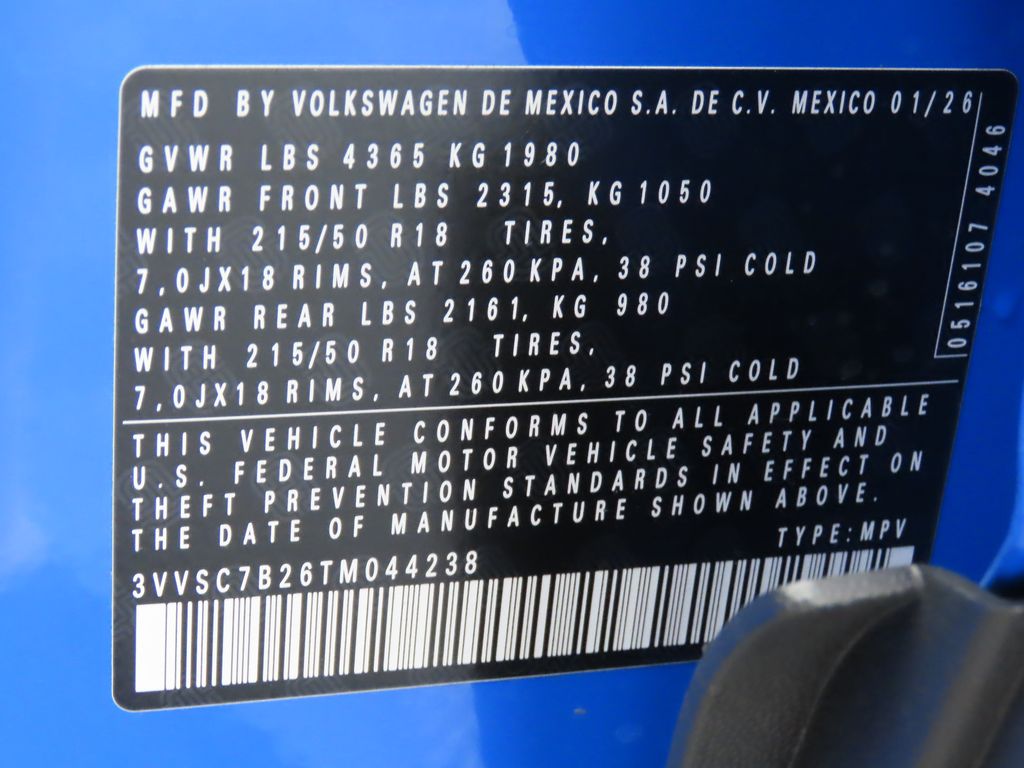 MFD BY VOLKSWAGEN DE MEXICO S.A. DE C.V. MEXICO 01/26
GVWR LBS 4365 KG 1980
GAWR FRONT LBS 2315, KG 1050
WITH 215/50 R18 TIRES,
7,0JX18 RIMS, AT 260 KPA, 38 PSI COLD
GAWR REAR LBS 2161, KG 980
WITH 215/50 R18 TIRES,
7,0JX18 RIMS, AT 260 KPA, 38 PSI COLD
0516107 4046
THIS VEHICLE CONFORMS TO ALL APPLICABLE
U.S. FEDERAL MOTOR VEHICLE SAFETY AND
THEFT PREVENTION STANDARDS IN EFFECT ON
THE DATE OF MANUFACTURE SHOWN ABOVE.
TYPE: MPV
3VVSC7B26TM044238